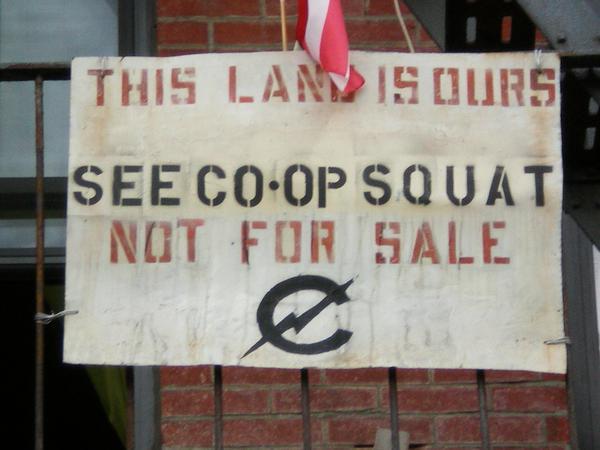 THIS LAND IS OURS
SEE CO·OP SQUAT
NOT FOR SALE